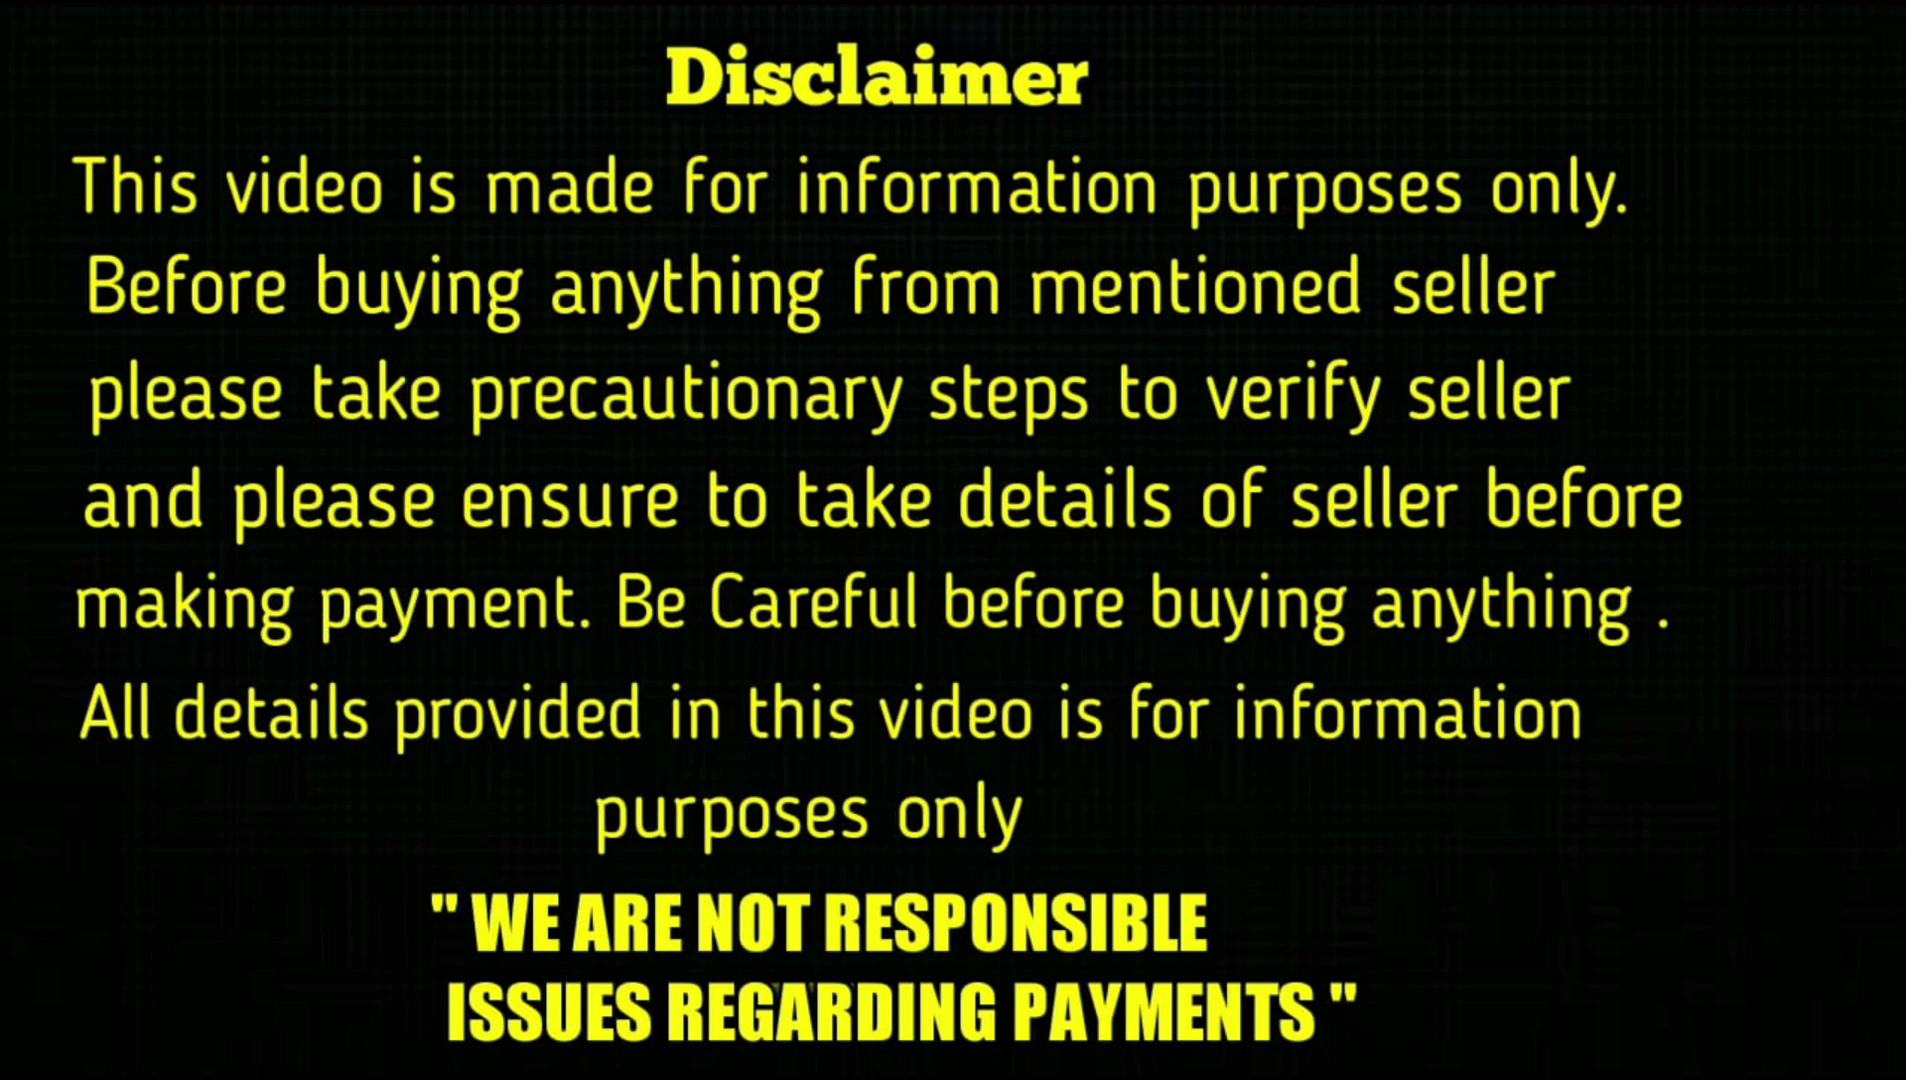 Disclaimer
This video is made for information purposes only.
Before buying anything from mentioned seller
please take precautionary steps to verify seller
and please ensure to take details of seller before
making payment. Be Careful before buying anything .
All details provided in this video is for information
purposes only
" WE ARE NOT RESPONSIBLE
ISSUES REGARDING PAYMENTS "